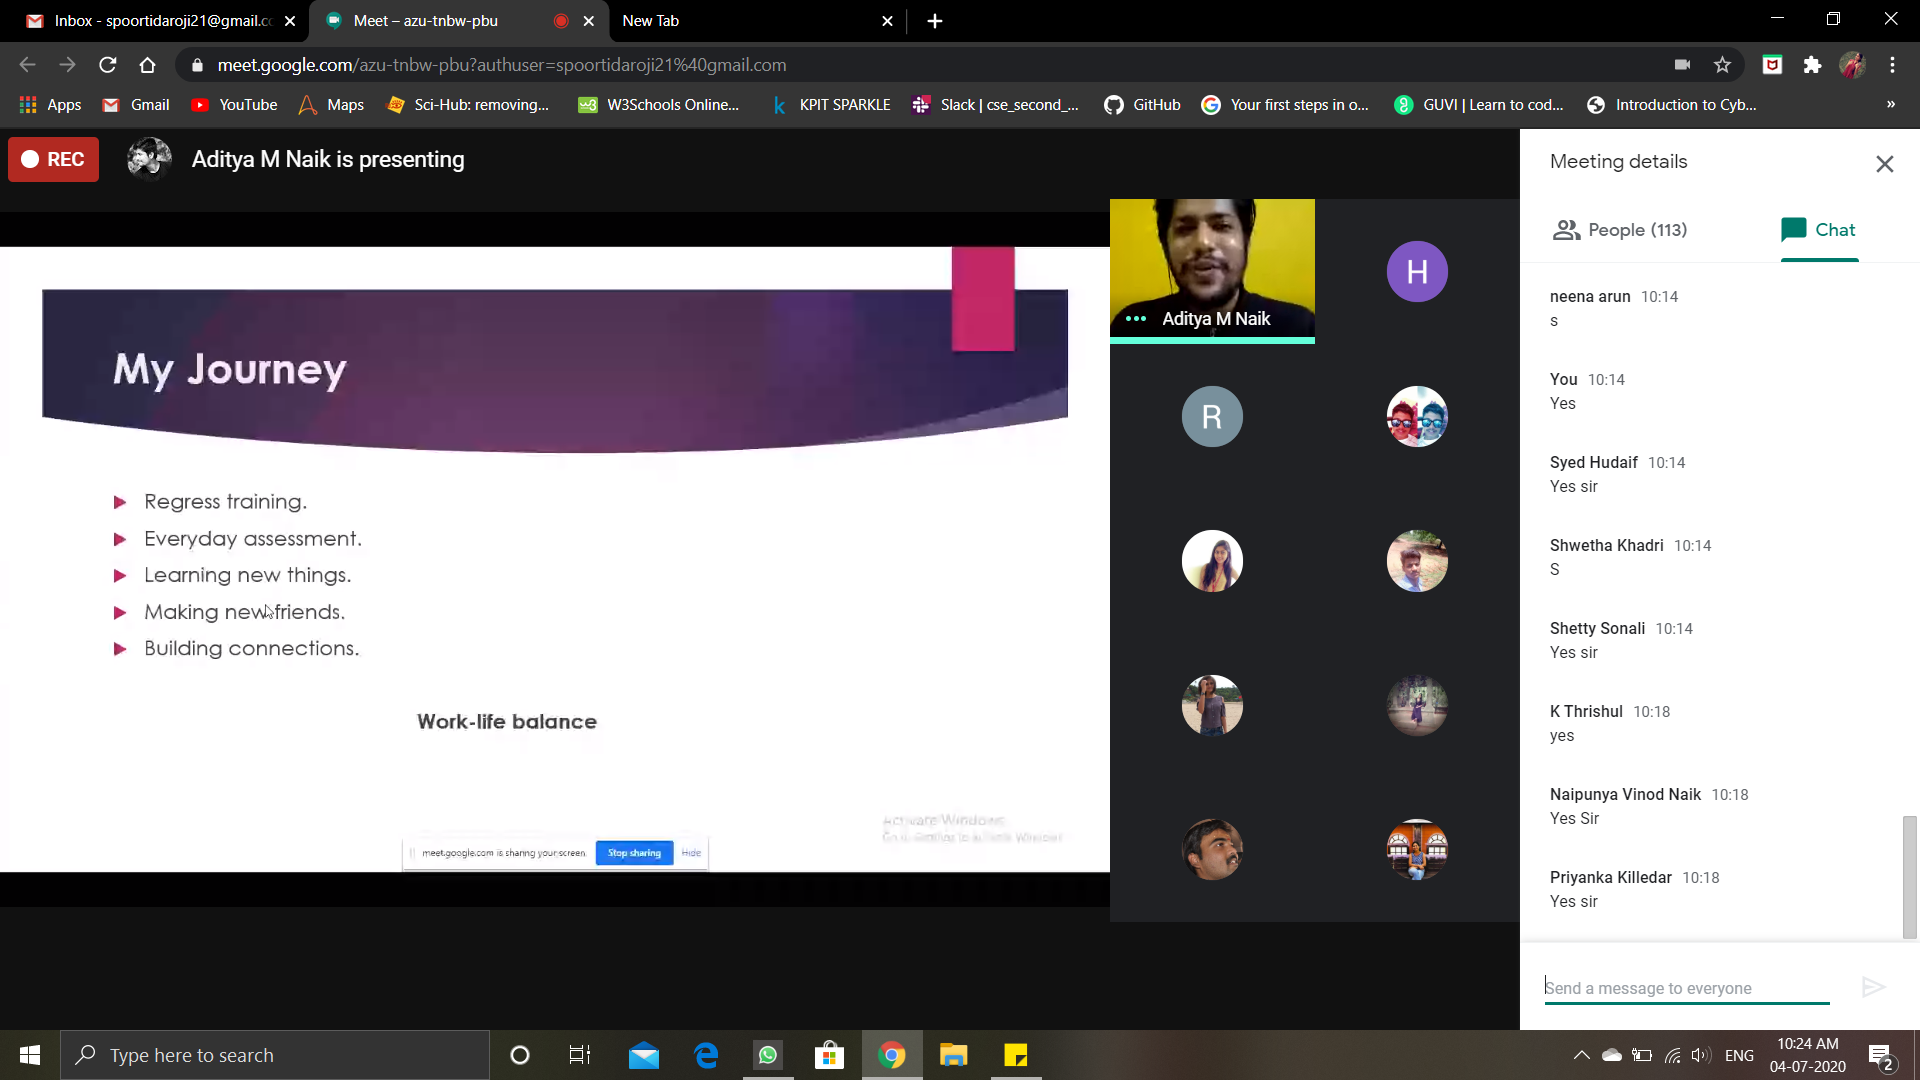 Inbox - spoortidaroji21@gmail.cc
Meet – azu-tnbw-pbu
New Tab
meet.google.com/azu-tnbw-pbu?authuser=spoortidaroji21%40gmail.com
Apps
Gmail
YouTube
Maps
Sci-Hub: removing...
W3Schools Online...
KPIT SPARKLE
Slack | cse_second_...
GitHub
Your first steps in o...
GUVI | Learn to cod...
Introduction to Cyb...
REC
Aditya M Naik is presenting
My Journey
Regress training.
Everyday assessment.
Learning new things.
Making new friends.
Building connections.
Work-life balance
Activate Windows
meet.google.com is sharing your screen.
Stop sharing
Hide
Aditya M Naik
H
R
Meeting details
People (113)
Chat
neena arun 10:14
s
You 10:14
Yes
Syed Hudaif 10:14
Yes sir
Shwetha Khadri 10:14
S
Shetty Sonali 10:14
Yes sir
K Thrishul 10:18
yes
Naipunya Vinod Naik 10:18
Yes Sir
Priyanka Killedar 10:18
Yes sir
Send a message to everyone
Type here to search
ENG
10:24 AM
04-07-2020
2